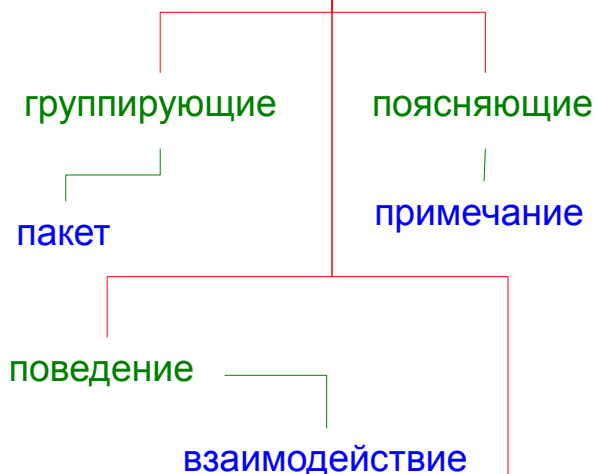 группирующие
поясняющие
пакет
примечание
поведение
взаимодействие